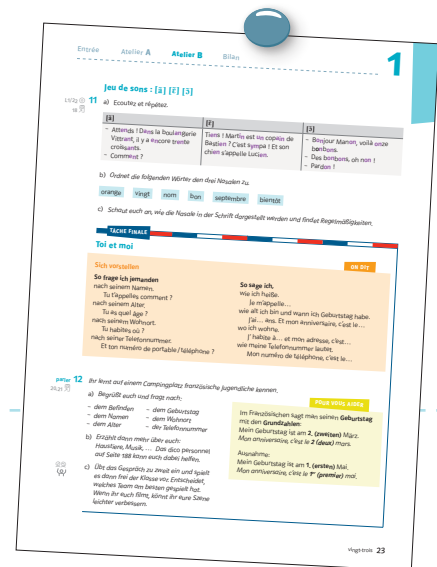 Entrée Atelier A Atelier B Bilan
1
Jeu de sons : [ã] [ɛ̃] [ɔ̃]
11 a) Ecoutez et répétez.
[ã] [ɛ̃] [ɔ̃]
– Attends ! Dans la boulangerie
Vittrant, il y a encore trente
croissants.
– Comment ?
Tiens ! Martin est un copain de
Bastien ? C'est sympa ! Et son
chien s'appelle Lucien.
– Bonjour Manon, voilà onze
bonbons.
– Des bonbons, oh non !
– Pardon !
b) Ordnet die folgenden Wörter den drei Nasalen zu.
orange vingt nom bon septembre bientôt
c) Schaut euch an, wie die Nasale in der Schrift dargestellt werden und findet Regelmäßigkeiten.
TÂCHE FINALE
Toi et moi
ON DIT
Sich vorstellen
So frage ich jemanden
nach seinem Namen.
Tu t'appelles comment ?
nach seinem Alter.
Tu as quel âge ?
nach seinem Wohnort.
Tu habites où ?
nach seiner Telefonnummer.
Et ton numéro de portable / téléphone ?
So sage ich,
wie ich heiße.
Je m'appelle…
wie alt ich bin und wann ich Geburtstag habe.
J'ai … ans. Et mon anniversaire, c'est le…
wo ich wohne.
J' habite à … et mon adresse, c'est…
wie meine Telefonnummer lautet.
Mon numéro de téléphone, c'est le…
parler 12 Ihr lernt auf einem Campingplatz französische Jugendliche kennen.
a) Begrüßt euch und fragt nach:
– dem Befinden – dem Geburtstag
– dem Namen – dem Wohnort
– dem Alter – der Telefonnummer
b) Erzählt dann mehr über euch:
Haustiere, Musik, … Das dico personnel
auf Seite 188 kann euch dabei helfen.
c) Übt das Gespräch zu zweit ein und spielt
es dann frei der Klasse vor. Entscheidet,
welches Team am besten gespielt hat.
Wenn ihr euch filmt, könnt ihr eure Szene
leichter verbessern.
POUR VOUS AIDER
Im Französischen sagt man seinen Geburtstag
mit den Grundzahlen:
Mein Geburtstag ist am 2. (zweiten) März.
Mon anniversaire, c'est le 2 (deux) mars.
Ausnahme:
Mein Geburtstag ist am 1. (ersten) Mai.
Mon anniversaire, c'est le 1er (premier) mai.
vingt-trois 23